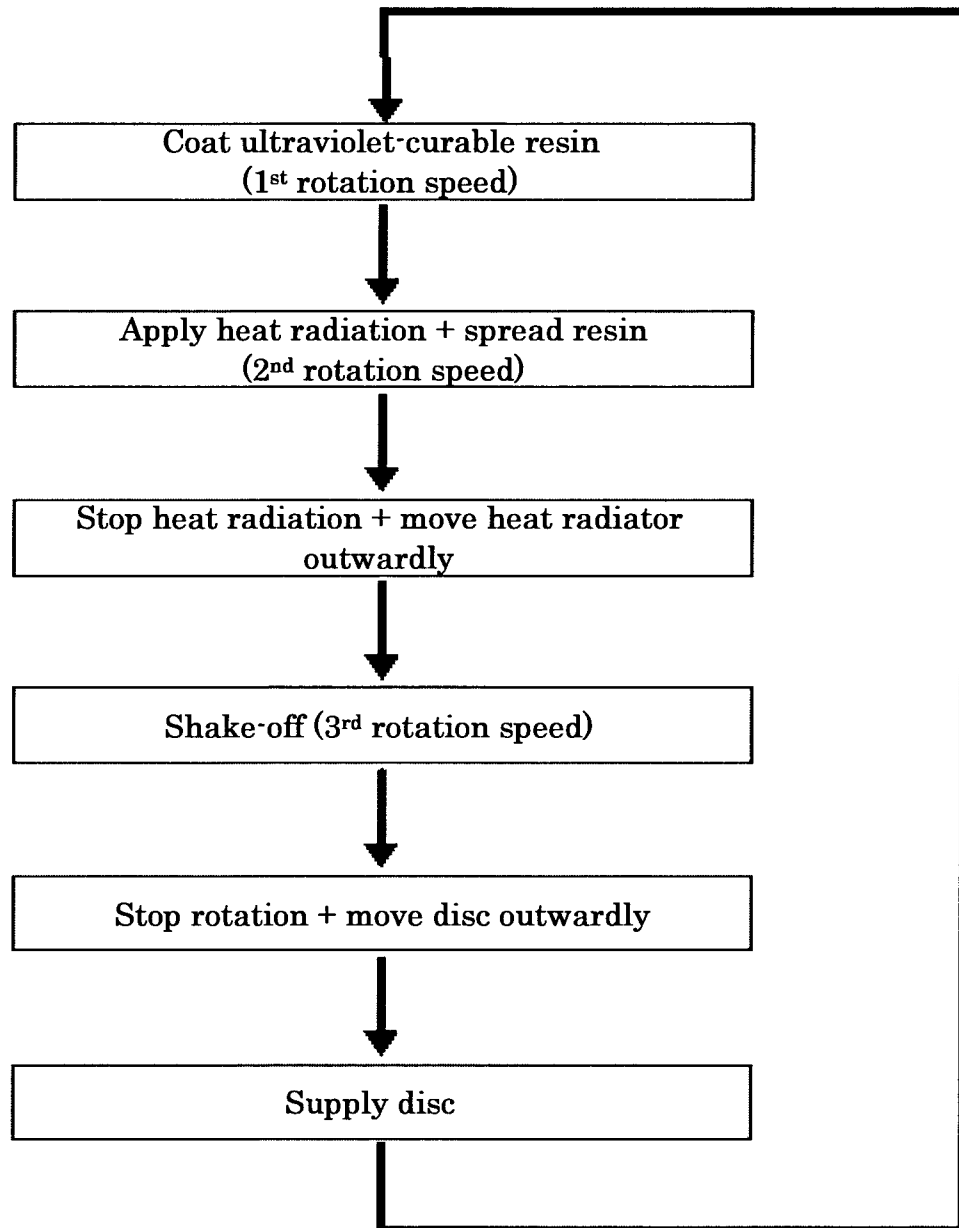 Coat ultraviolet-curable resin
(1st rotation speed)
Apply heat radiation + spread resin
(2nd rotation speed)
Stop heat radiation + move heat radiator
outwardly
Shake-off (3rd rotation speed)
Stop rotation + move disc outwardly
Supply disc